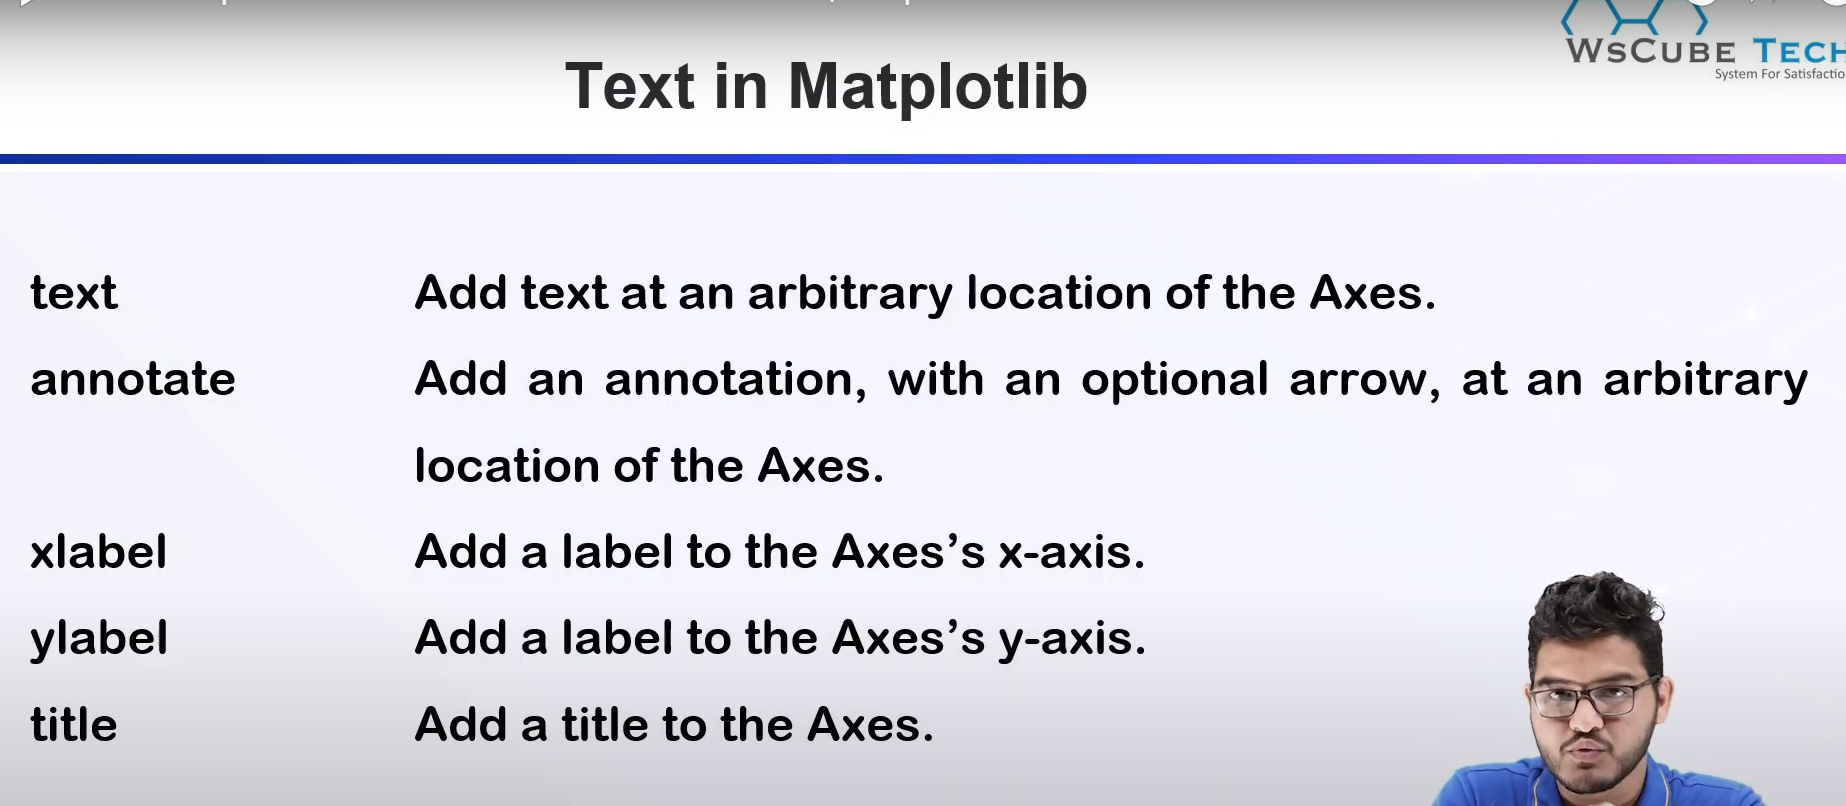 WsCube Tech
System For Satisfactio
Text in Matplotlib
text Add text at an arbitrary location of the Axes.
annotate Add an annotation, with an optional arrow, at an arbitrary
location of the Axes.
xlabel Add a label to the Axes’s x-axis.
ylabel Add a label to the Axes’s y-axis.
title Add a title to the Axes.